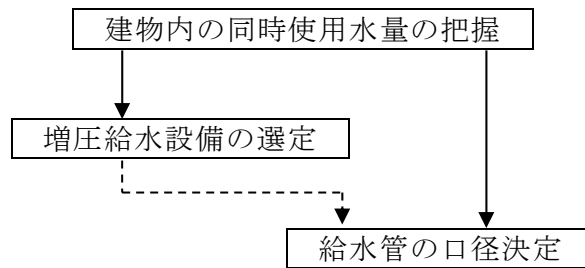 建物内の同時使用水量の把握
増圧給水設備の選定
給水管の口径決定